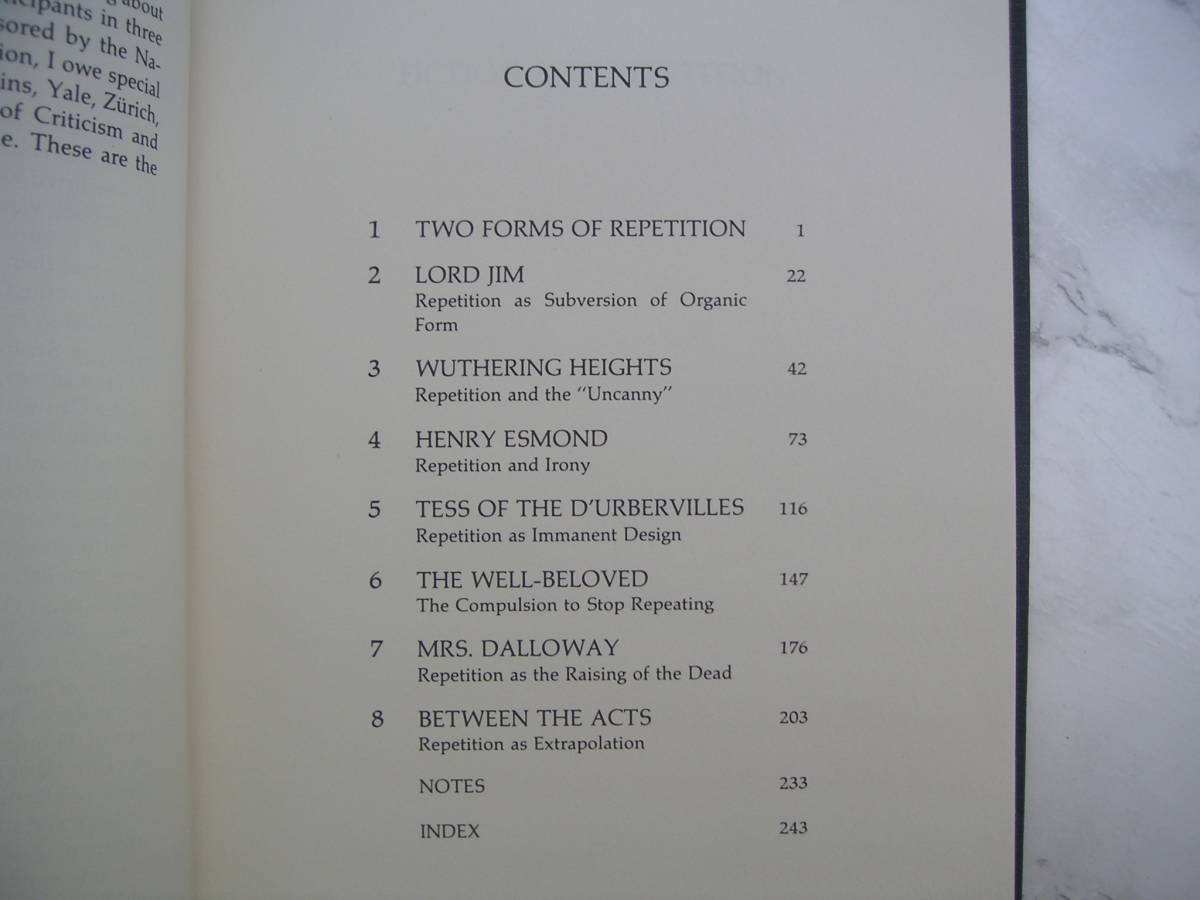 about
in three
sored by the Na-
ion, I owe special
ins, Yale, Zürich,
of Criticism and
e. These are the
CONTENTS
1 TWO FORMS OF REPETITION 1
2 LORD JIM 22
Repetition as Subversion of Organic
Form
3 WUTHERING HEIGHTS 42
Repetition and the "Uncanny"
4 HENRY ESMOND 73
Repetition and Irony
5 TESS OF THE D'URBERVILLES 116
Repetition as Immanent Design
6 THE WELL-BELOVED 147
The Compulsion to Stop Repeating
7 MRS. DALLOWAY 176
Repetition as the Raising of the Dead
8 BETWEEN THE ACTS 203
Repetition as Extrapolation
NOTES 233
INDEX 243